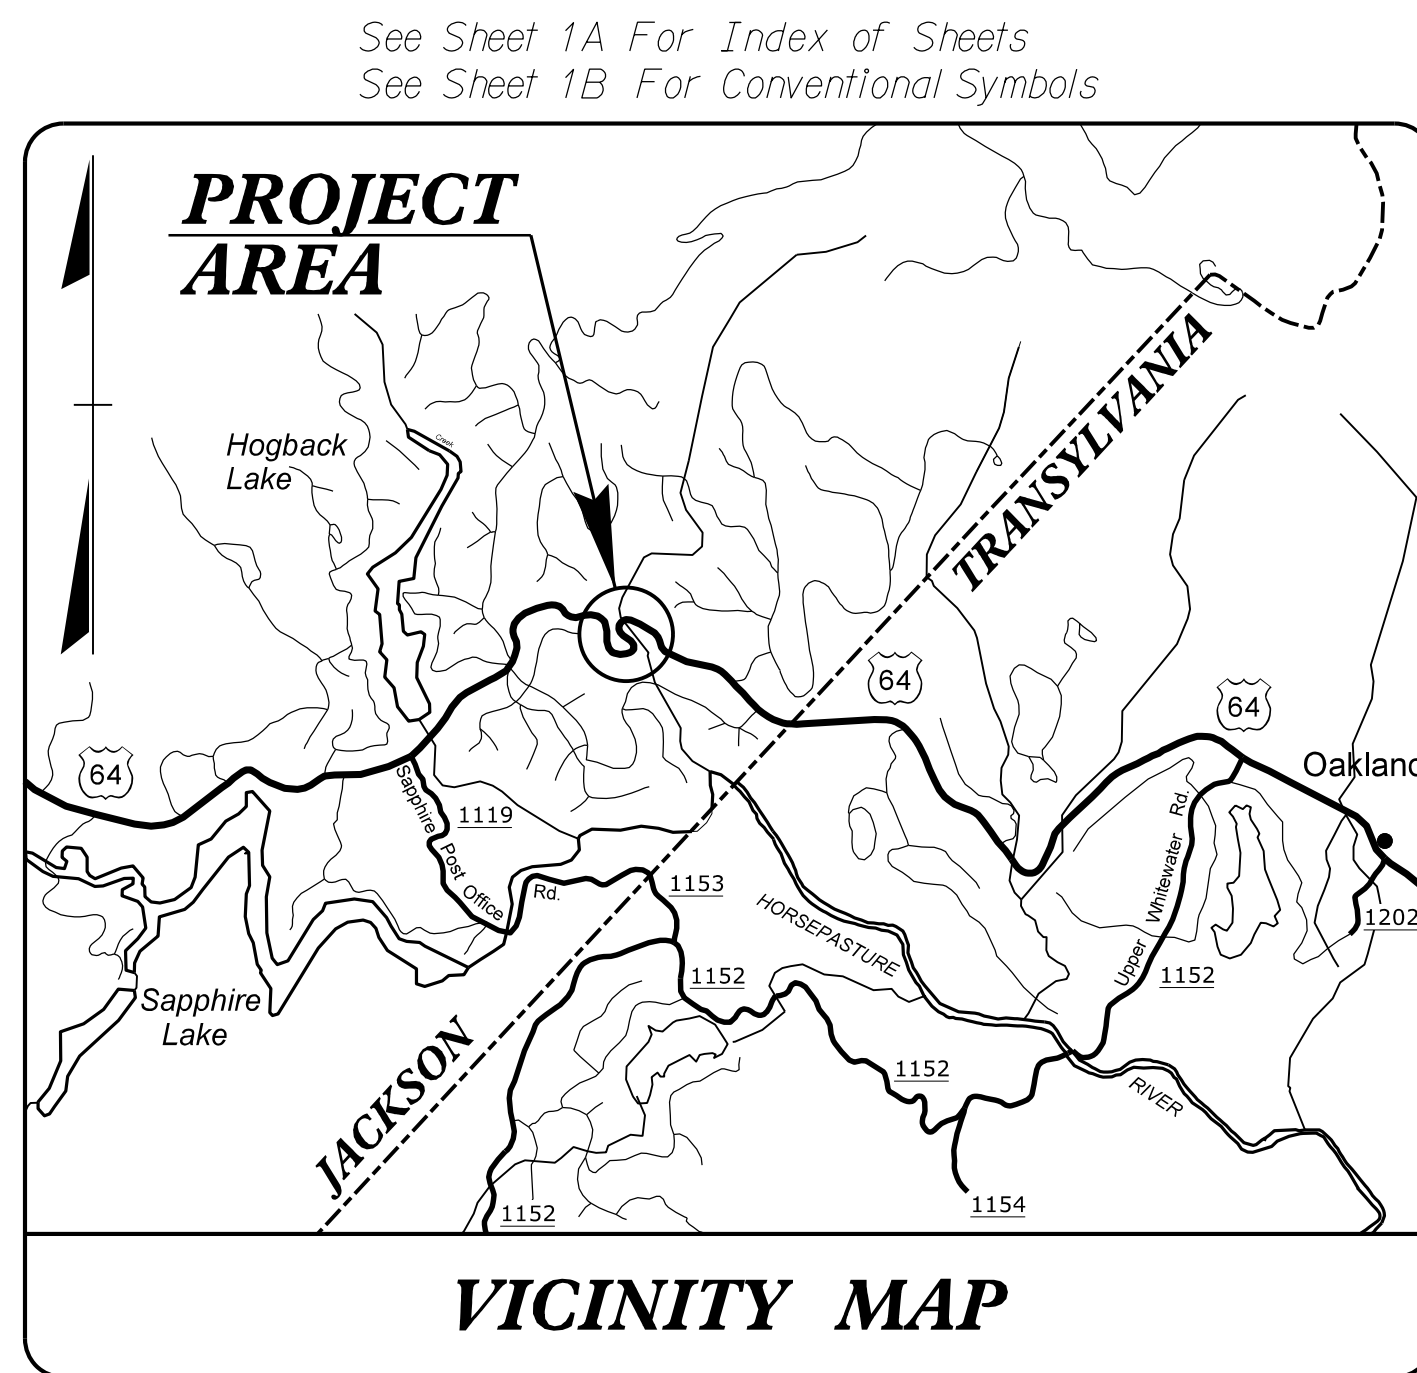 See Sheet 1A For Index of Sheets
See Sheet 1B For Conventional Symbols
PROJECT
AREA
TRANSYLVANIA
Hogback
Lake
Creek
64
64
64
Oakland
Sapphire Post Office Rd.
1119
1153
HORSEPASTURE
Upper Whitewater Rd.
1202
1152
1152
Sapphire
Lake
JACKSON
1152
RIVER
1154
1152
VICINITY MAP